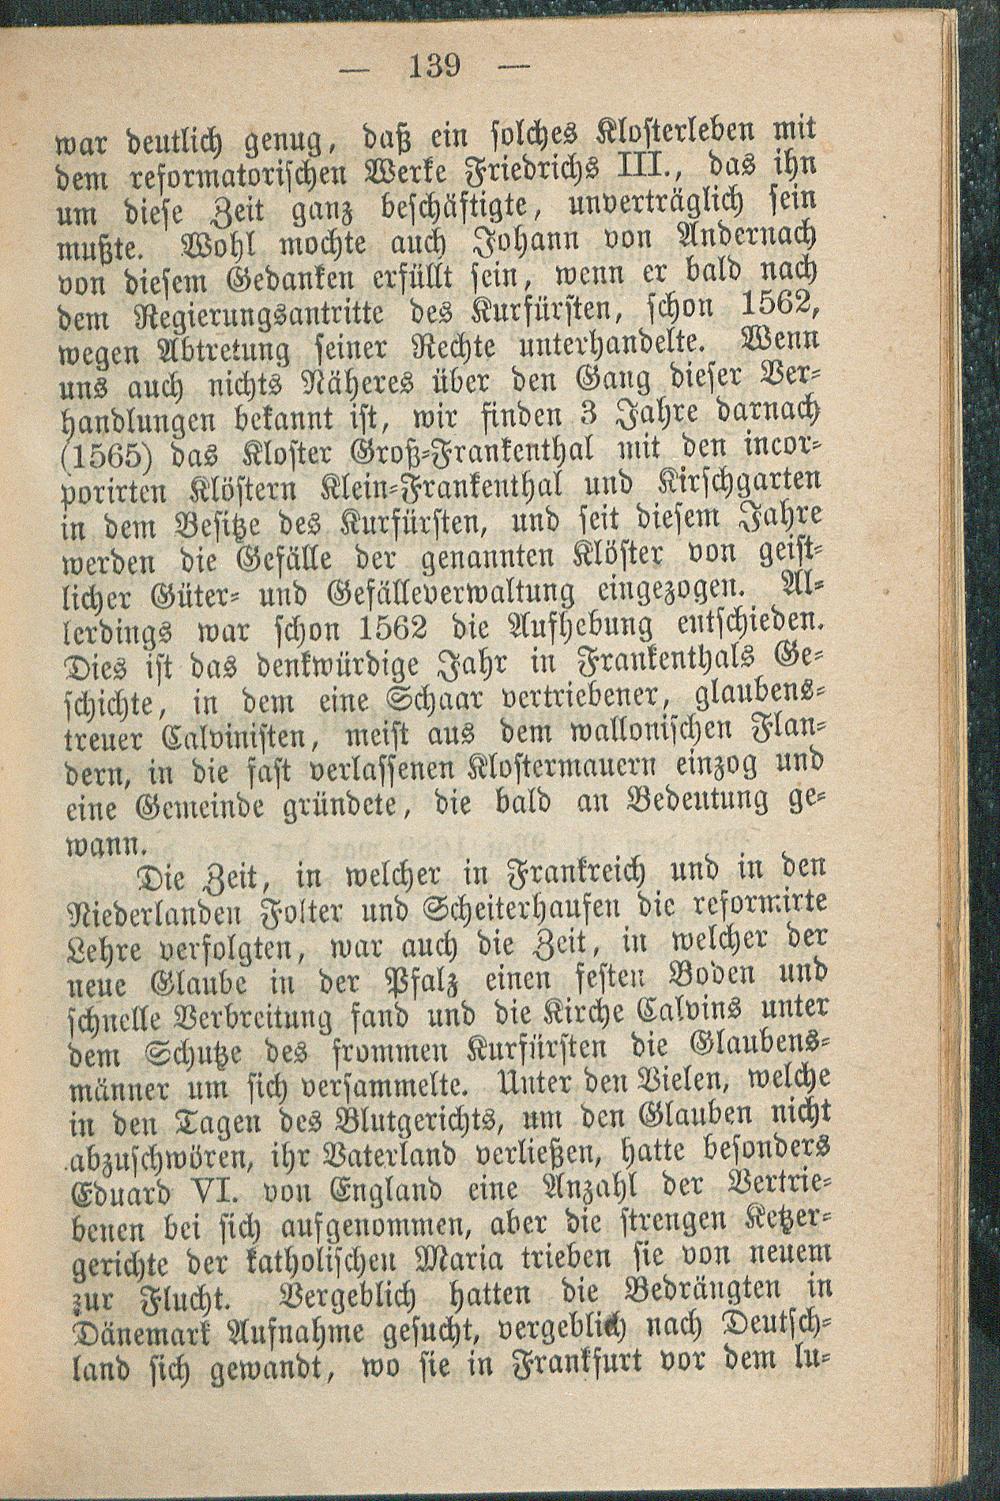 — 139 —
war deutlich genug, daß ein solches Klosterleben mit
dem reformatorischen Werke Friedrichs III., das ihn
um diese Zeit ganz beschäftigte, unverträglich sein
mußte. Wohl mochte auch Johann von Andernach
von diesem Gedanken erfüllt sein, wenn er bald nach
dem Regierungsantritte des Kurfürsten, schon 1562,
wegen Abtretung seiner Rechte unterhandelte. Wenn
uns auch nichts Näheres über den Gang dieser Ver-
handlungen bekannt ist, wir finden 3 Jahre darnach
(1565) das Kloster Groß-Frankenthal mit den incor-
porirten Klöstern Klein-Frankenthal und Kirschgarten
in dem Besitze des Kurfürsten, und seit diesem Jahre
werden die Gefälle der genannten Klöster von geist-
licher Güter- und Gefälleverwaltung eingezogen. Al-
lerdings war schon 1562 die Aufhebung entschieden.
Dies ist das denkwürdige Jahr in Frankenthals Ge-
schichte, in dem eine Schaar vertriebener, glaubens-
treuer Calvinisten, meist aus dem wallonischen Flan-
dern, in die fast verlassenen Klostermauern einzog und
eine Gemeinde gründete, die bald an Bedeutung ge-
wann.
Die Zeit, in welcher in Frankreich und in den
Niederlanden Folter und Scheiterhaufen die reformirte
Lehre verfolgten, war auch die Zeit, in welcher der
neue Glaube in der Pfalz einen festen Boden und
schnelle Verbreitung fand und die Kirche Calvins unter
dem Schutze des frommen Kurfürsten die Glaubens-
männer um sich versammelte. Unter den Vielen, welche
in den Tagen des Blutgerichts, um den Glauben nicht
abzuschwören, ihr Vaterland verließen, hatte besonders
Eduard VI. von England eine Anzahl der Vertrie-
benen bei sich aufgenommen, aber die strengen Ketzer-
gerichte der katholischen Maria trieben sie von neuem
zur Flucht. Vergeblich hatten die Bedrängten in
Dänemark Aufnahme gesucht, vergeblich nach Deutsch-
land sich gewandt, wo sie in Frankfurt vor dem lu-